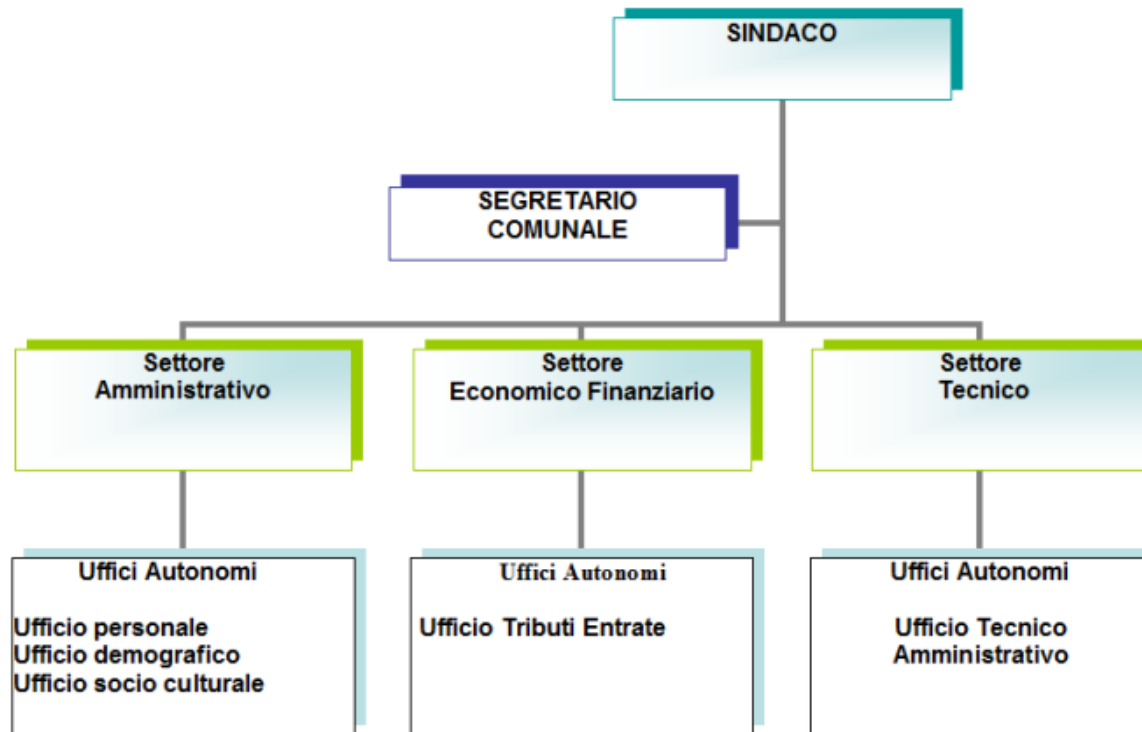 SINDACO
SEGRETARIO
COMUNALE
Settore
Amministrativo
Settore
Economico Finanziario
Settore
Tecnico
Uffici Autonomi
Ufficio personale
Ufficio demografico
Ufficio socio culturale
Uffici Autonomi
Ufficio Tributi Entrate
Uffici Autonomi
Ufficio Tecnico
Amministrativo